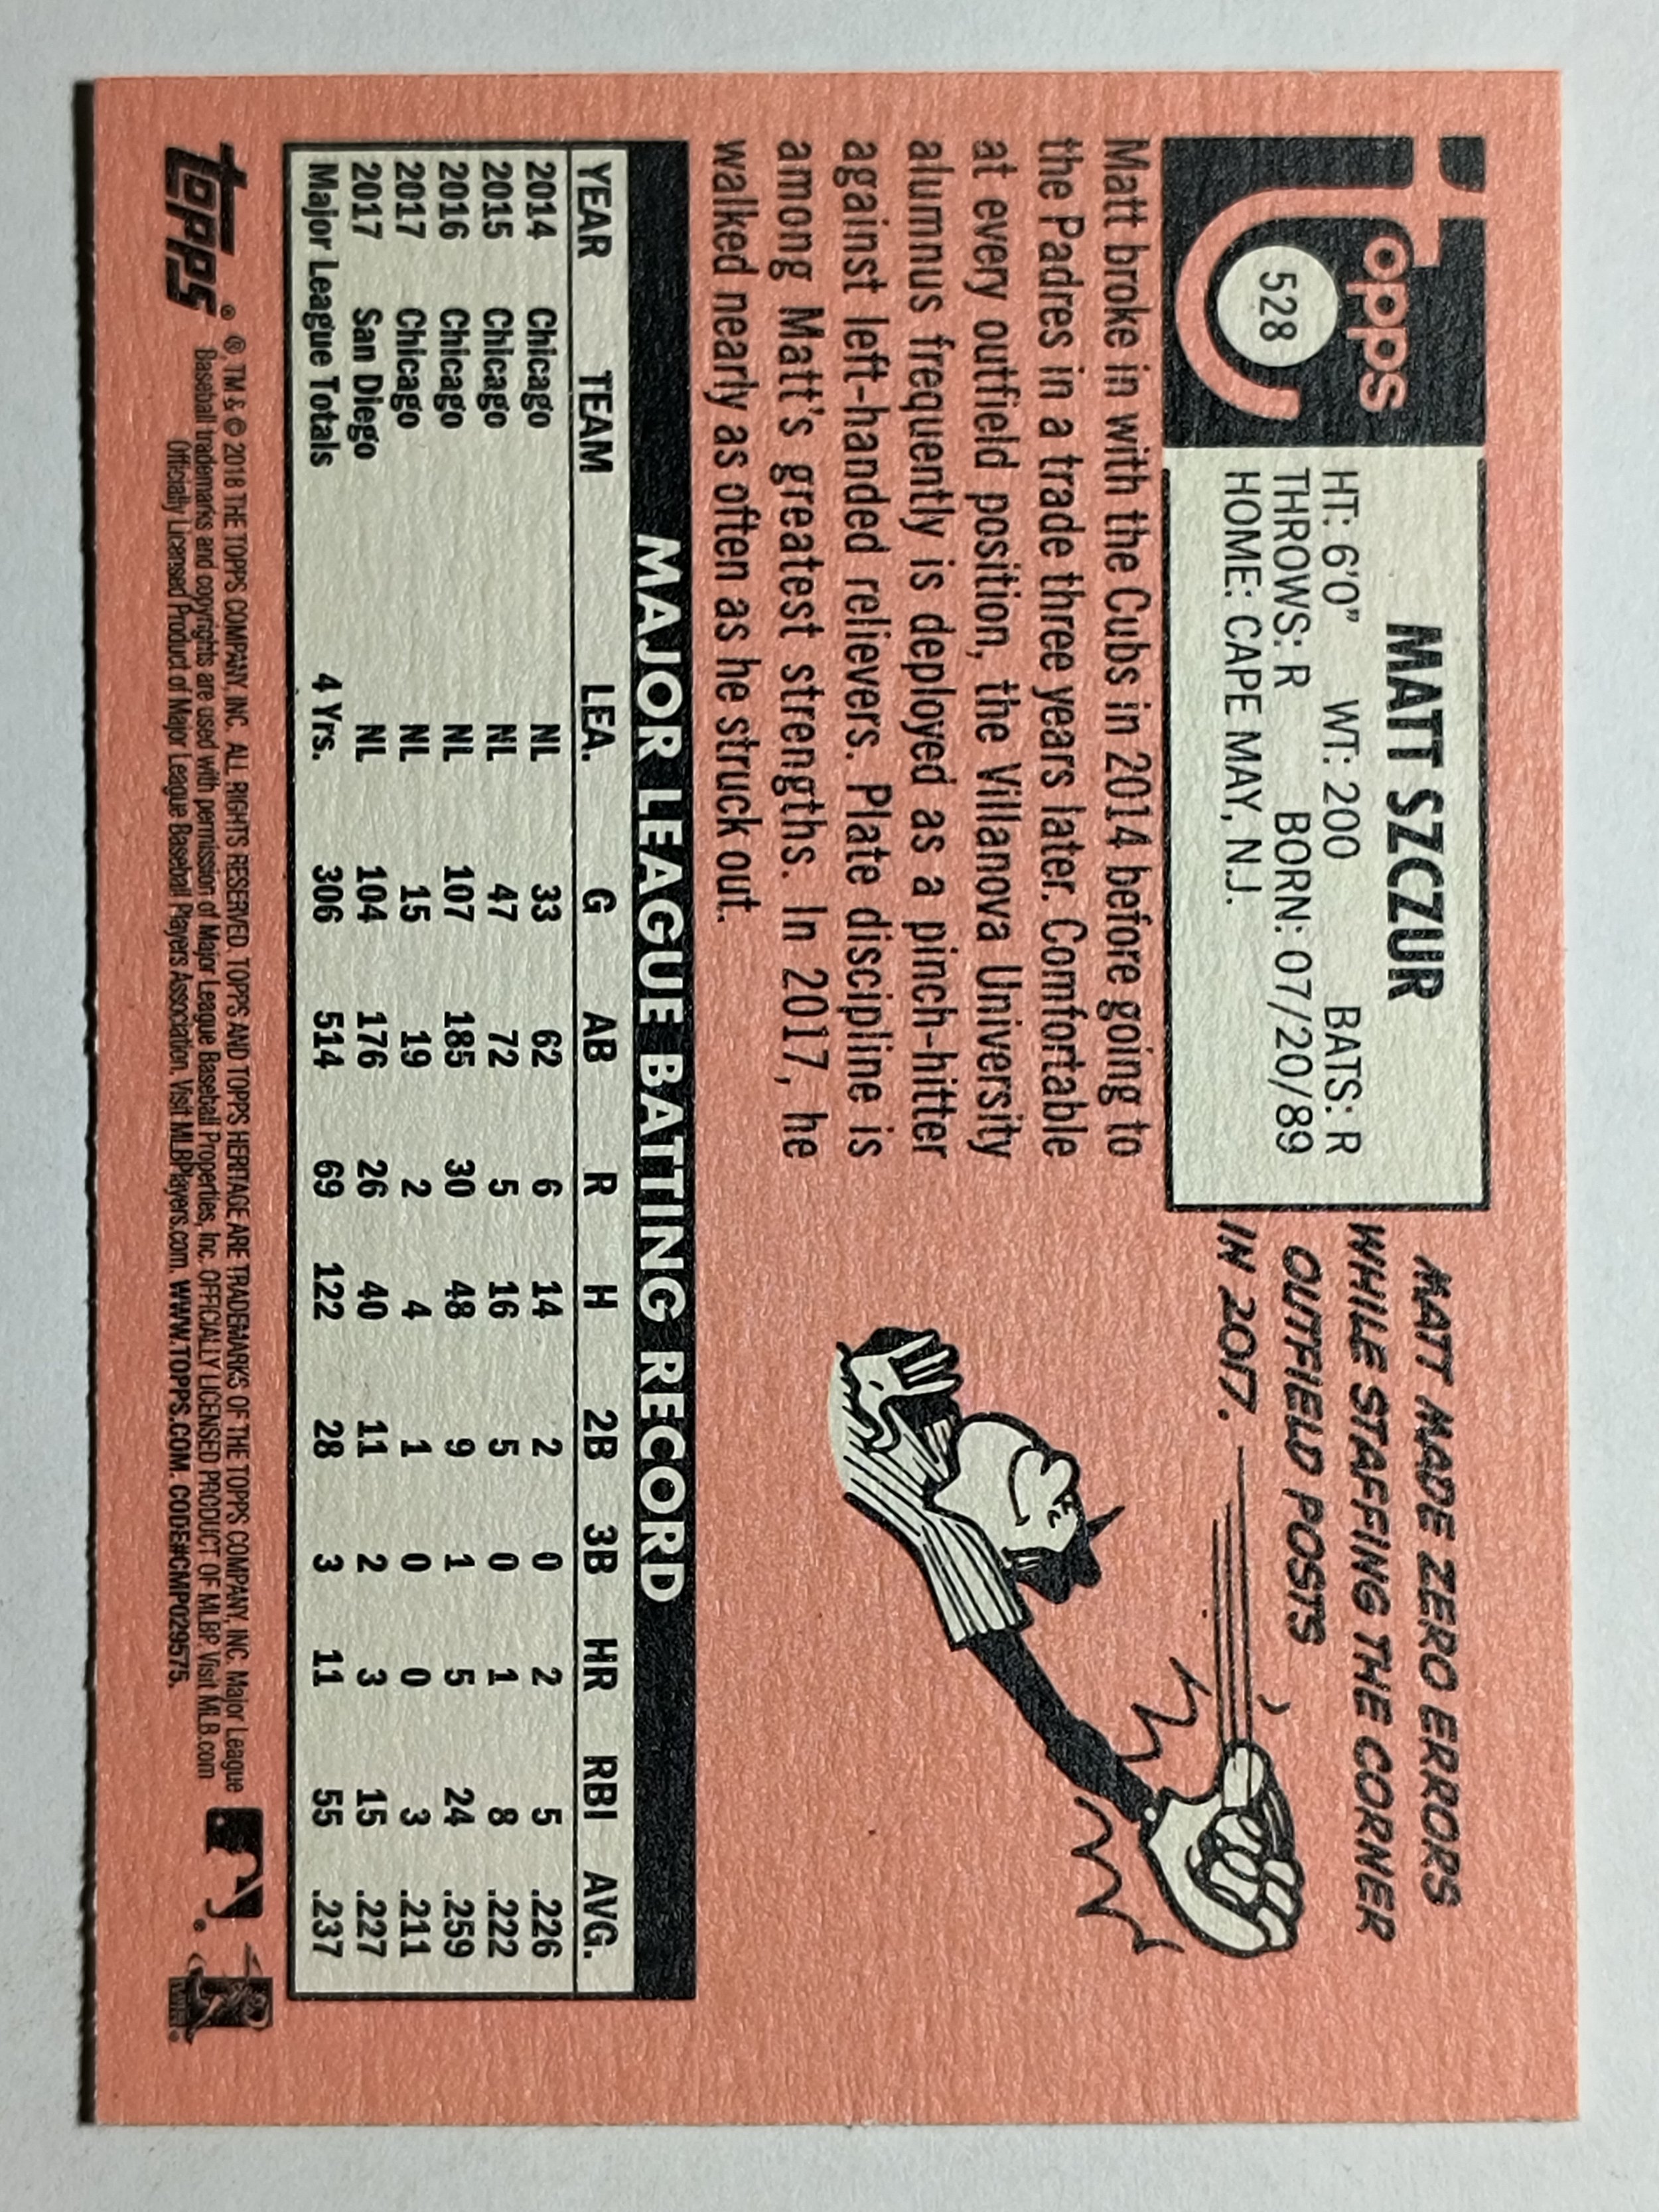 Topps
528
MATT SZCZUR
HT: 6'0" WT: 200 BATS: R
THROWS: R BORN: 07/20/89
HOME: CAPE MAY, N.J.
MATT MADE ZERO ERRORS
WHILE STAFFING THE CORNER
OUTFIELD POSTS
IN 2017.
Matt broke in with the Cubs in 2014 before going to
the Padres in a trade three years later. Comfortable
at every outfield position, the Villanova University
alumnus frequently is deployed as a pinch-hitter
against left-handed relievers. Plate discipline is
among Matt's greatest strengths. In 2017, he
walked nearly as often as he struck out.
MAJOR LEAGUE BATTING RECORD
YEAR TEAM LEA. G AB R H 2B 3B HR RBI AVG.
2014 Chicago NL 33 62 6 14 2 0 2 5 .226
2015 Chicago NL 47 72 5 16 5 0 1 8 .222
2016 Chicago NL 107 185 30 48 9 1 5 24 .259
2017 Chicago NL 15 19 2 4 1 0 0 3 .211
2017 San Diego NL 104 176 26 40 11 2 3 15 .227
Major League Totals 4 Yrs. 306 514 69 122 28 3 11 55 .237
topps®
® TM & © 2018 THE TOPPS COMPANY, INC. ALL RIGHTS RESERVED. TOPPS AND TOPPS HERITAGE ARE TRADEMARKS OF THE TOPPS COMPANY, INC. Major League
Baseball trademarks and copyrights are used with permission of Major League Baseball Properties, Inc. OFFICIALLY LICENSED PRODUCT OF MLBP. Visit MLB.com
Officially Licensed Product of Major League Baseball Players Association. Visit MLBPlayers.com. WWW.TOPPS.COM. CODE#CMP029575.